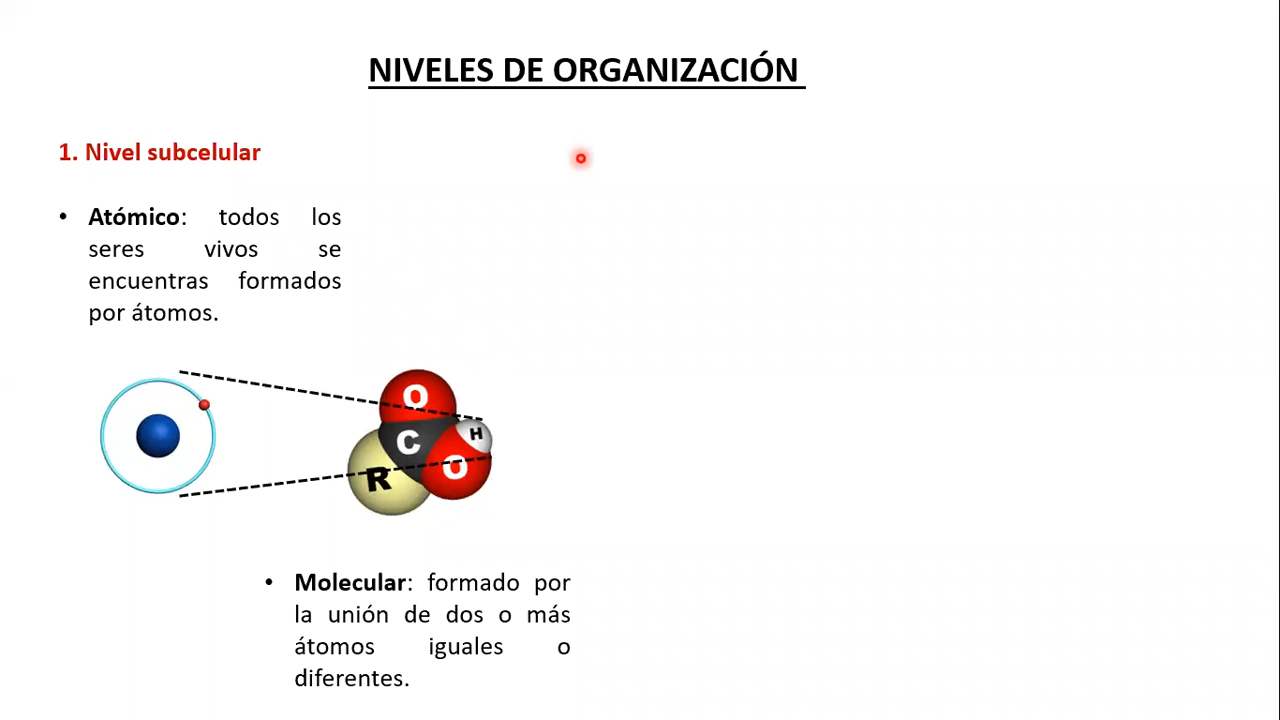 NIVELES DE ORGANIZACIÓN
1. Nivel subcelular
• Atómico: todos los
seres vivos se
encuentras formados
por átomos.
O
C
H
R
O
• Molecular: formado por
la unión de dos o más
átomos iguales o
diferentes.